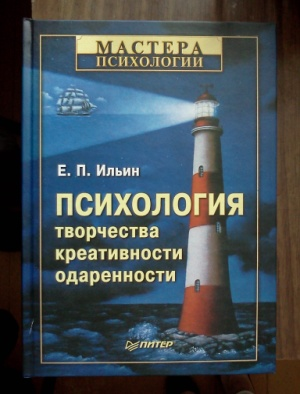 МАСТЕРА
ПСИХОЛОГИИ
Е. П. Ильин
ПСИХОЛОГИЯ
творчества
креативности
одаренности
ПИТЕР